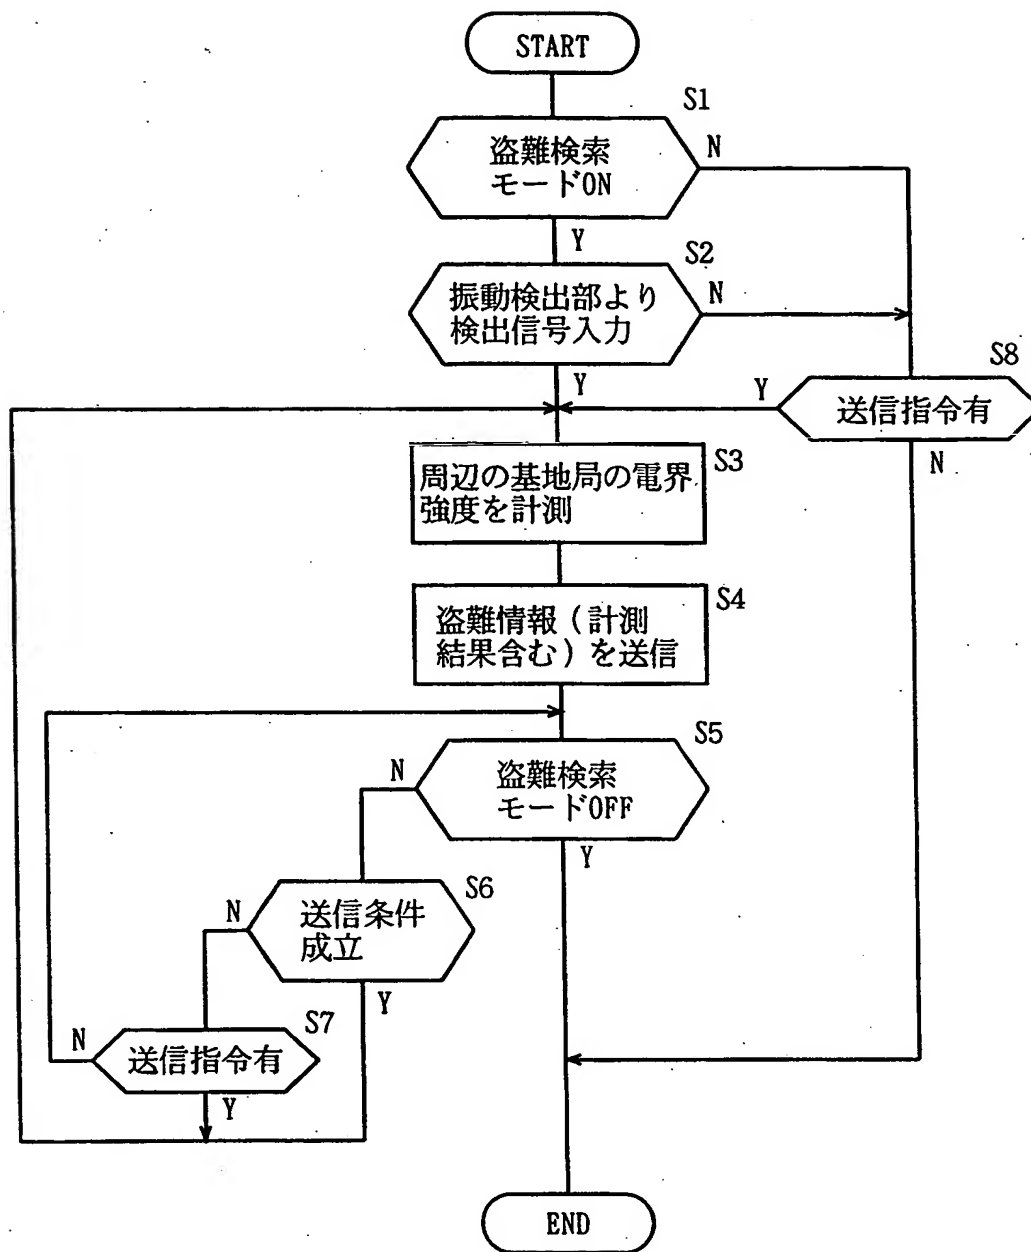 START
S1
盗難検索
モードON
N
Y
S2
振動検出部より
検出信号入力
N
Y
S8
送信指令有
Y
N
S3
周辺の基地局の電界
強度を計測
S4
盗難情報(計測
結果含む)を送信
S5
盗難検索
モードOFF
N
Y
S6
送信条件
成立
N
Y
S7
送信指令有
N
Y
END